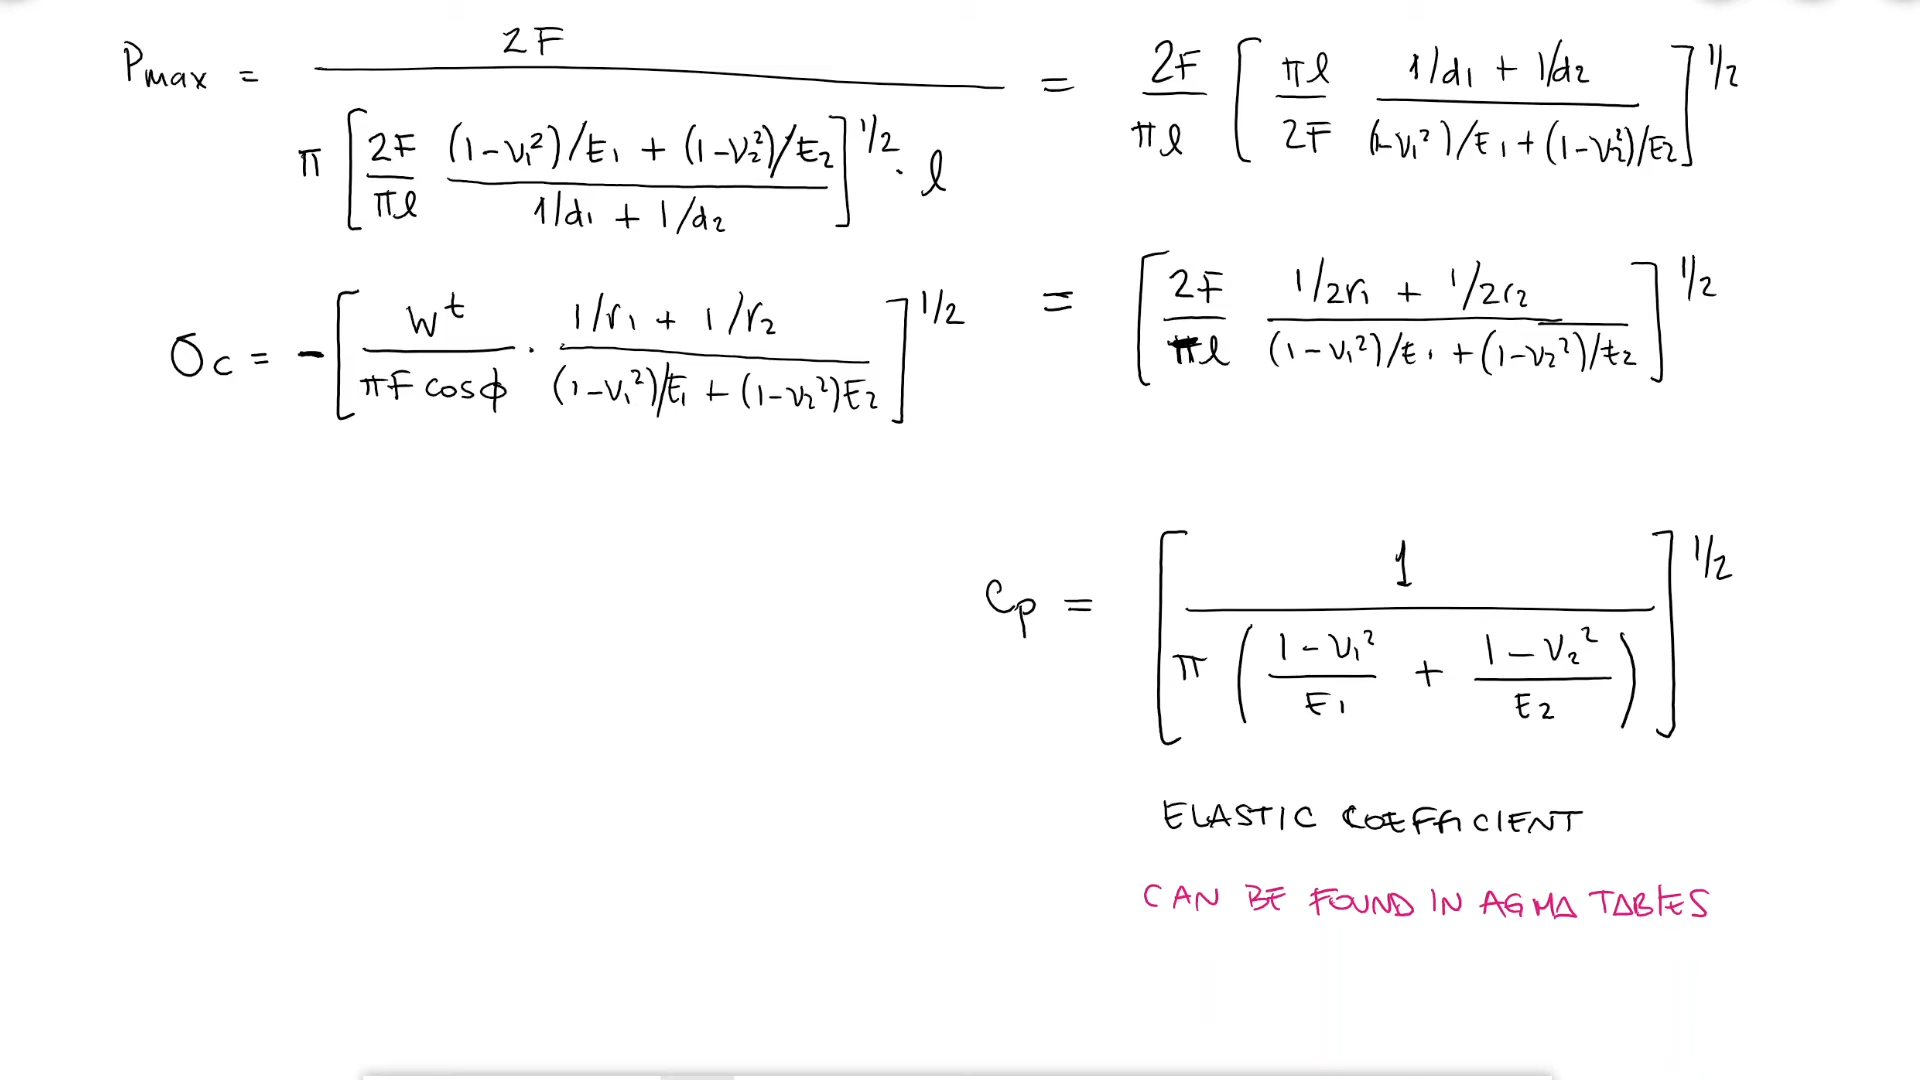 Pmax = 2F / π [2F/πl (1-ν₁²)/E₁ + (1-ν₂²)/E₂ / 1/d₁ + 1/d₂]^1/2 · l = 2F/πl [πl/2F 1/d₁ + 1/d₂ / (1-ν₁²)/E₁ + (1-ν₂²)/E₂]^1/2
σc = - [W^t / πF cosϕ · 1/r₁ + 1/r₂ / (1-ν₁²)/E₁ + (1-ν₂²)E₂]^1/2 = [2F/πl 1/2r₁ + 1/2r₂ / (1-ν₁²)/E₁ + (1-ν₂²)/E₂]^1/2
Cp = [1 / π (1-ν₁²/E₁ + 1-ν₂²/E₂)]^1/2
ELASTIC COEFFICIENT
CAN BE FOUND IN AGMA TABLES